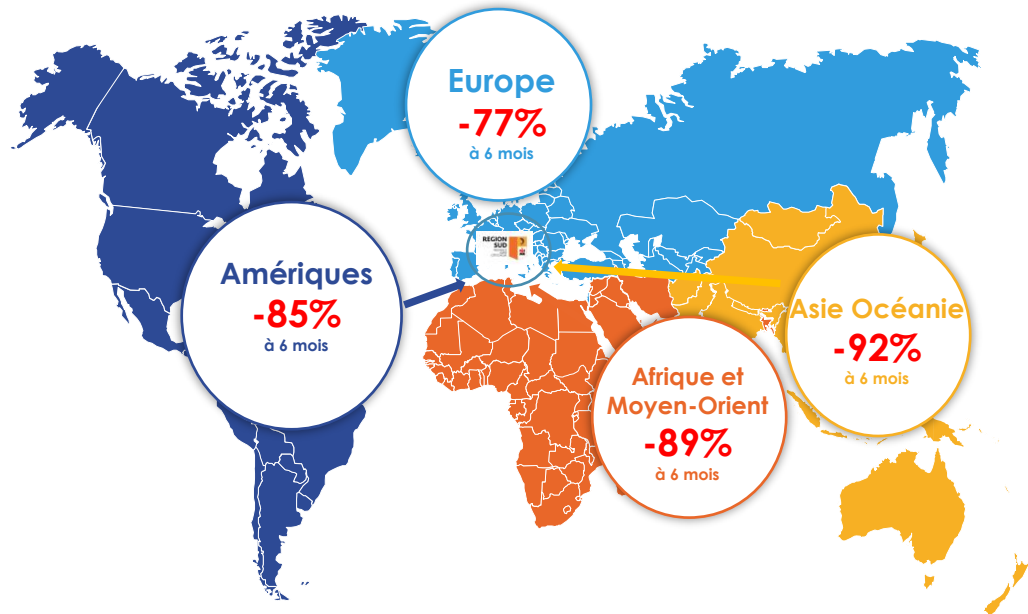 Europe
-77%
à 6 mois
REGION
SUD
Amériques
-85%
à 6 mois
Asie Océanie
-92%
à 6 mois
Afrique et
Moyen-Orient
-89%
à 6 mois